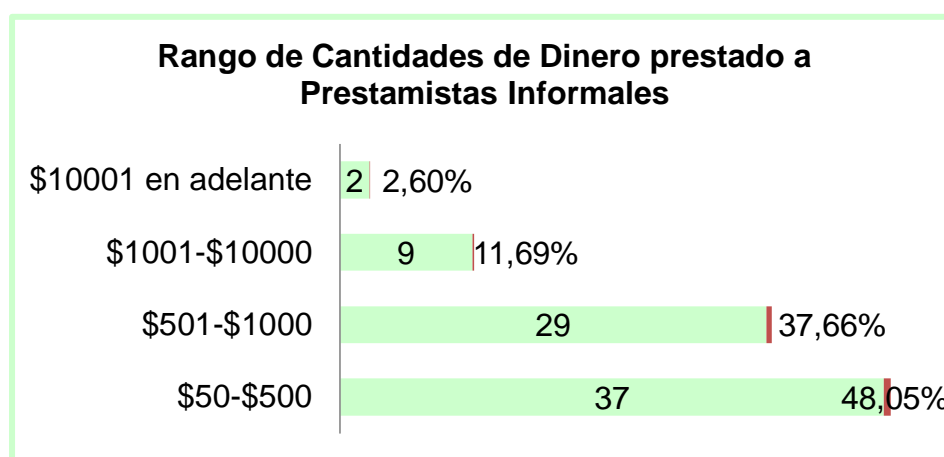 Rango de Cantidades de Dinero prestado a
Prestamistas Informales
$10001 en adelante 2 2,60%
$1001-$10000 9 11,69%
$501-$1000 29 37,66%
$50-$500 37 48,05%